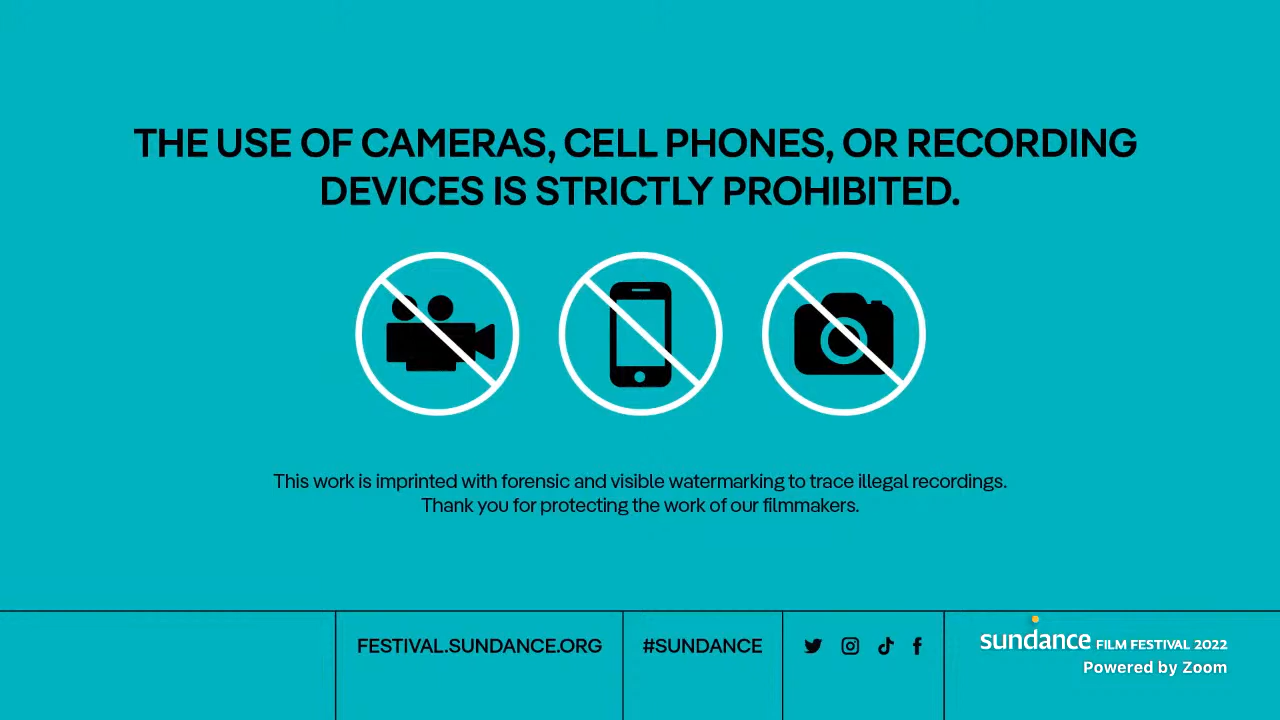 THE USE OF CAMERAS, CELL PHONES, OR RECORDING
DEVICES IS STRICTLY PROHIBITED.
This work is imprinted with forensic and visible watermarking to trace illegal recordings.
Thank you for protecting the work of our filmmakers.
FESTIVAL.SUNDANCE.ORG
#SUNDANCE
sundance FILM FESTIVAL 2022
Powered by Zoom